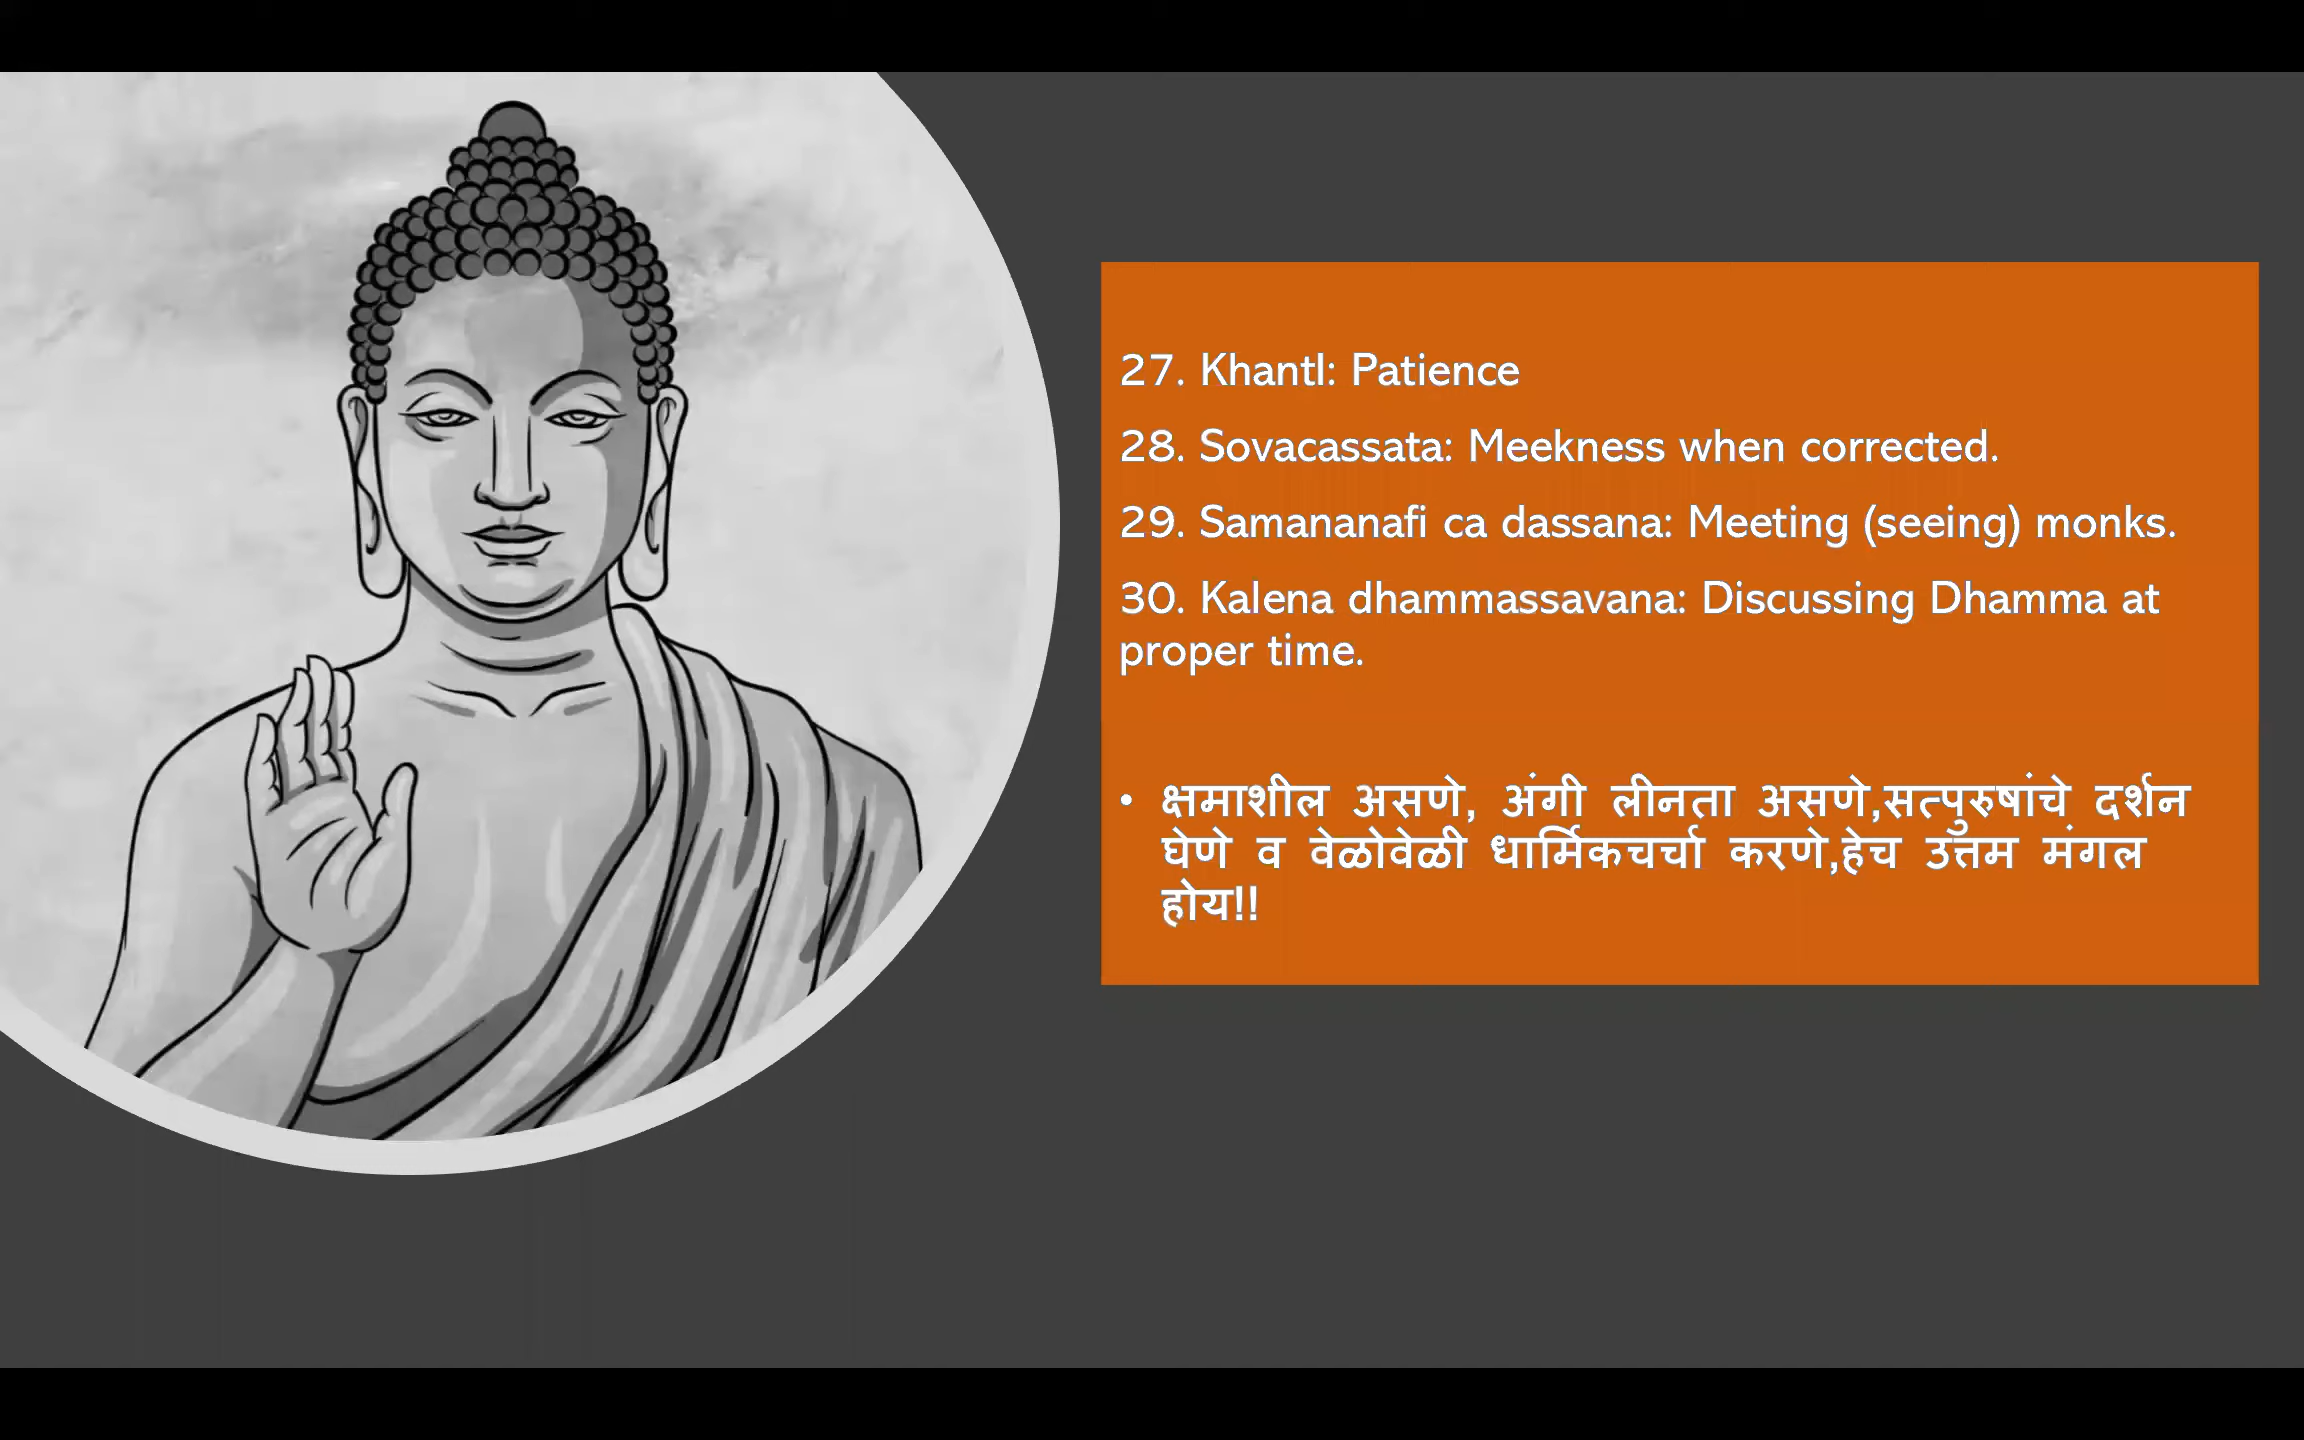 27. Khantl: Patience
28. Sovacassata: Meekness when corrected.
29. Samananafi ca dassana: Meeting (seeing) monks.
30. Kalena dhammassavana: Discussing Dhamma at
proper time.
• क्षमाशील असणे, अंगी लीनता असणे,सत्पुरुषांचे दर्शन
घेणे व वेळोवेळी धार्मिकचर्चा करणे,हेच उत्तम मंगल
होय!!